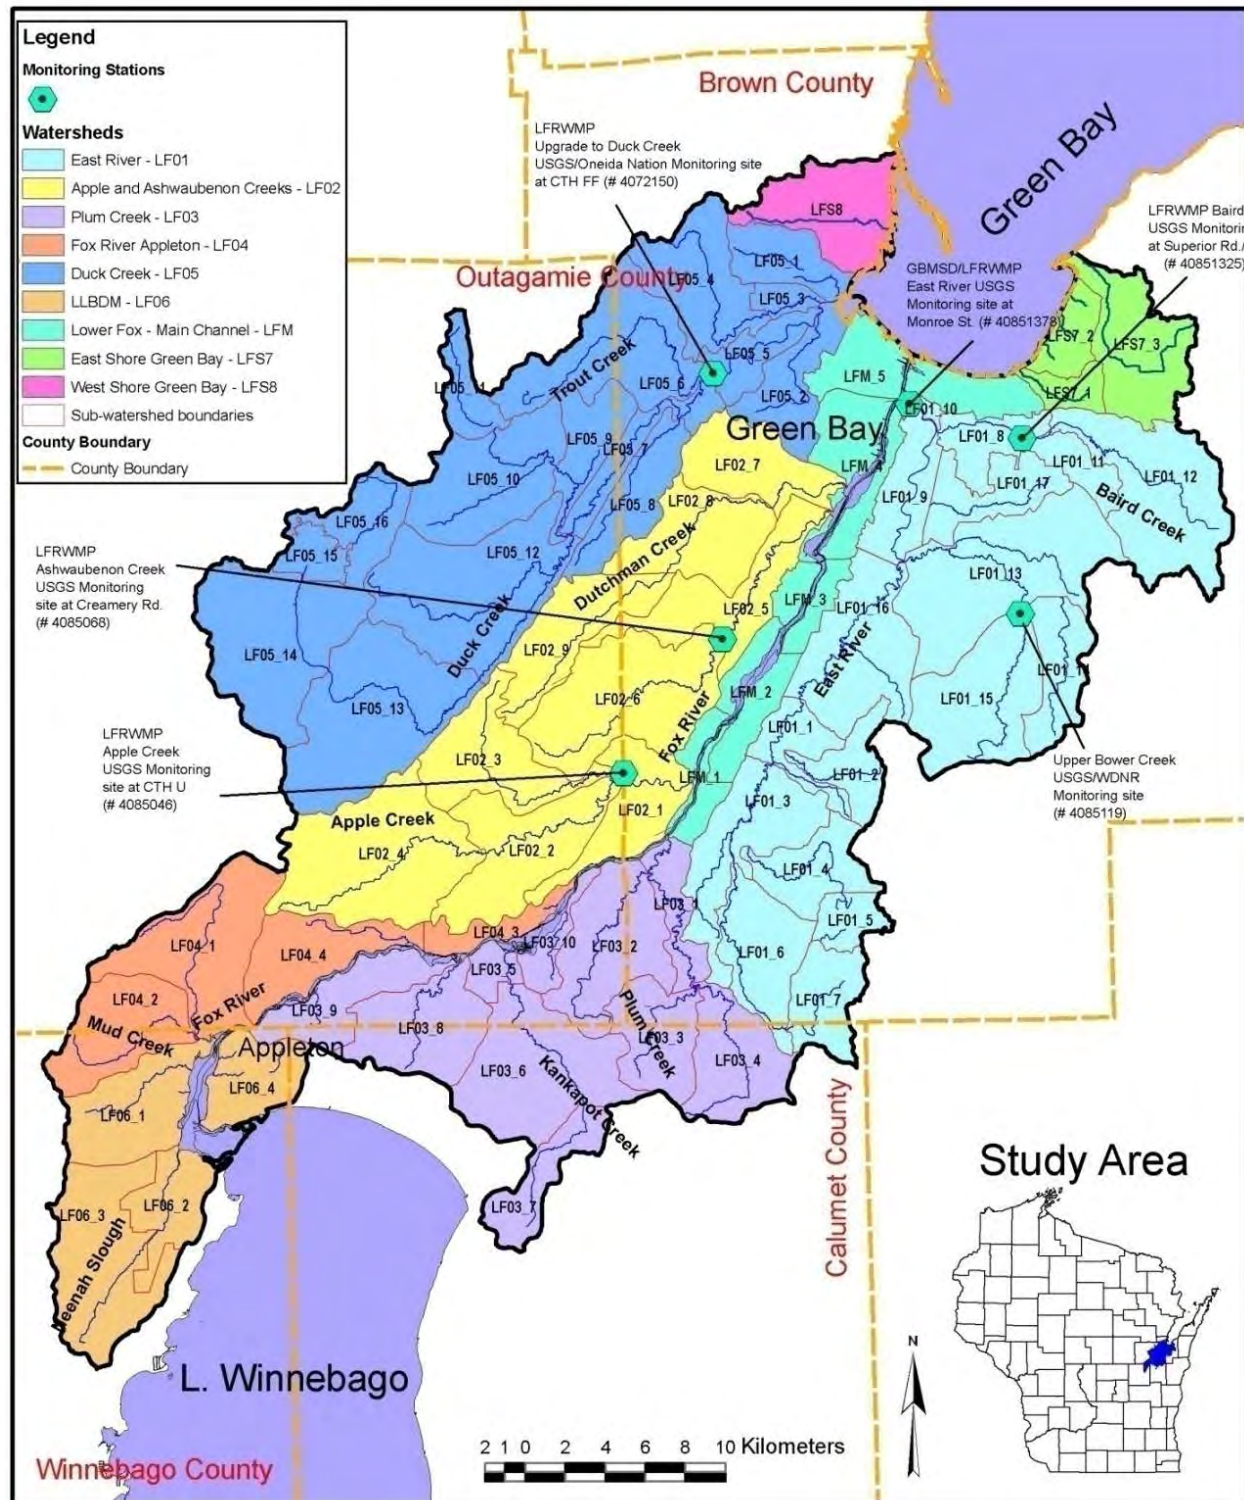 Legend
Monitoring Stations
Watersheds
East River - LF01
Apple and Ashwaubenon Creeks - LF02
Plum Creek - LF03
Fox River Appleton - LF04
Duck Creek - LF05
LLBDM - LF06
Lower Fox - Main Channel - LFM
East Shore Green Bay - LFS7
West Shore Green Bay - LFS8
Sub-watershed boundaries
County Boundary
County Boundary
Brown County
LFRWMP
Upgrade to Duck Creek
USGS/Oneida Nation Monitoring site
at CTH FF (# 4072150)
Green Bay
LFRWMP Baird
USGS Monitorin
at Superior Rd./
(# 40851325)
GBMSD/LFRWMP
East River USGS
Monitoring site at
Monroe St. (# 40851378)
Outagamie County
LFS8
LF05_1
LF05_4
LF05_3
LF05_5
LF05_6
LF05_2
Trout Creek
LF05_9
LF05_7
LF05_10
LF05_8
LF05_16
LF05_15
LF05_12
LF05_14
LF05_13
Duck Creek
LFS7_2
LFS7_3
LFS7_1
LFM_5
Green Bay
LFM_4
LF01_10
LF01_8
LF01_11
LF01_12
LF01_17
LF01_9
Baird Creek
LF02_7
LF02_8
Dutchman Creek
LFRWMP
Ashwaubenon Creek
USGS Monitoring
site at Creamery Rd.
(# 4085068)
LF01_13
LF02_5
LFM_3
LF01_16
East River
LF02_9
LF02_6
LFM_2
Fox River
LF01_15
LF01_1
LFRWMP
Apple Creek
USGS Monitoring
site at CTH U
(# 4085046)
LF02_3
LFM_1
LF01_2
LF01_3
Upper Bower Creek
USGS/WDNR
Monitoring site
(# 4085119)
Apple Creek
LF02_1
LF02_4
LF02_2
LF01_4
LF03_1
LF01_5
LF04_1
LF04_4
LF04_3
LF03_10
LF03_2
LF01_6
LF03_5
LF04_2
Fox River
LF03_9
Plum Creek
LF01_7
Mud Creek
LF03_8
LF03_3
Appleton
LF03_4
LF06_4
LF03_6
Kankapot Creek
LF06_1
Calumet County
LF03_7
LF06_3
LF06_2
Neenah Slough
L. Winnebago
Winnebago County
Study Area
N
2 1 0 2 4 6 8 10 Kilometers